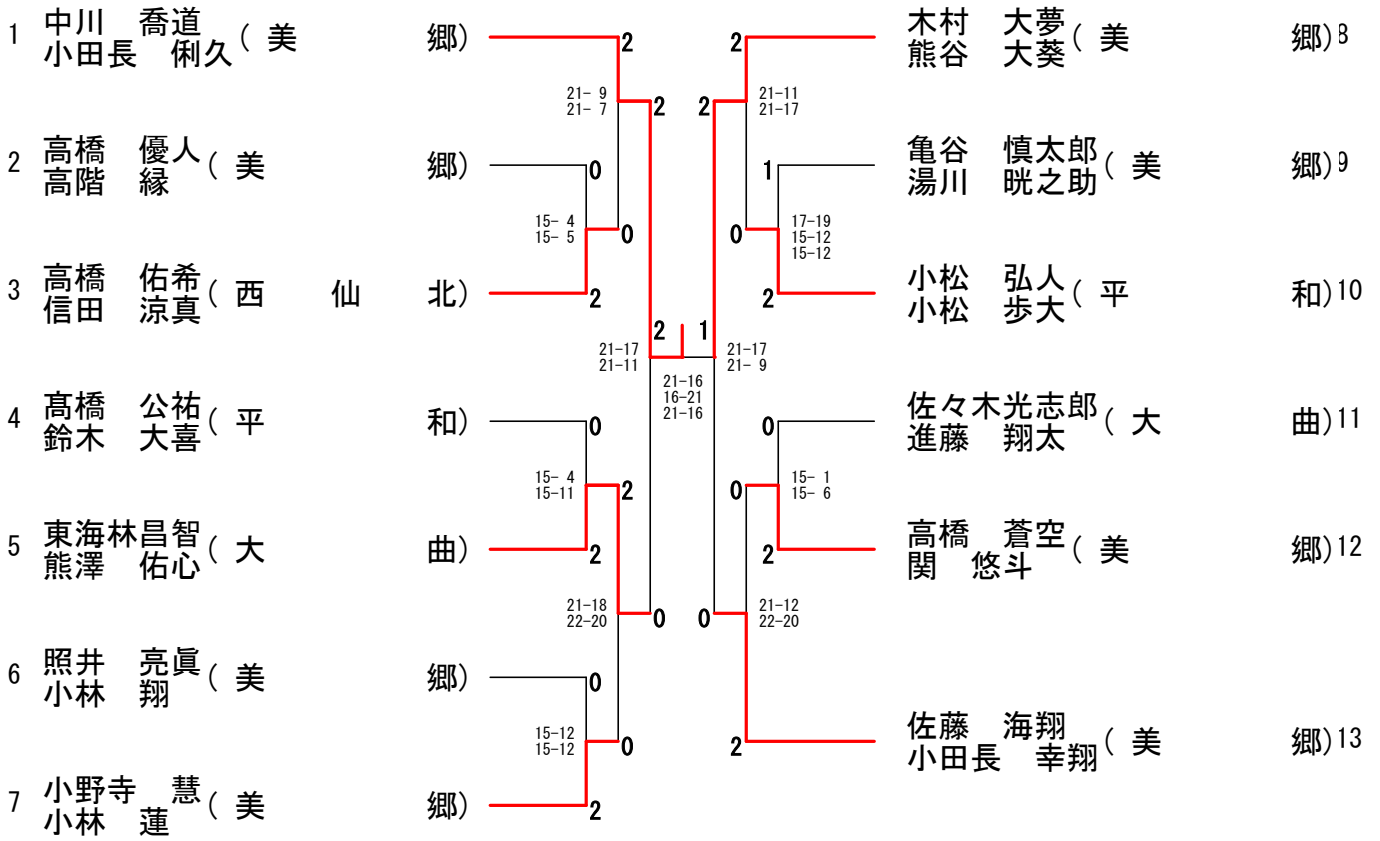 1 中川　喬道
小田長　俐久 ( 美　郷)
2 高橋　優人
高階　縁 ( 美　郷)
3 高橋　佑希
信田　涼真 ( 西　仙　北)
4 髙橋　公祐
鈴木　大喜 ( 平　和)
5 東海林昌智
熊澤　佑心 ( 大　曲)
6 照井　亮眞
小林　翔 ( 美　郷)
7 小野寺　慧
小林　蓮 ( 美　郷)
2
21- 9
21- 7
2
0
15- 4
15- 5
0
2
2
21-17
21-11
0
15- 4
15-11
2
2
21-18
22-20
0
0
15-12
15-12
0
2
21-16
16-21
21-16
木村　大夢
熊谷　大葵 ( 美　郷) 8
亀谷　慎太郎
湯川　晄之助 ( 美　郷) 9
小松　弘人
小松　歩大 ( 平　和) 10
佐々木光志郎
進藤　翔太 ( 大　曲) 11
高橋　蒼空
関　悠斗 ( 美　郷) 12
佐藤　海翔
小田長　幸翔 ( 美　郷) 13
2
2
21-11
21-17
1
0
17-19
15-12
15-12
2
1
21-17
21- 9
0
0
15- 1
15- 6
2
0
21-12
22-20
2